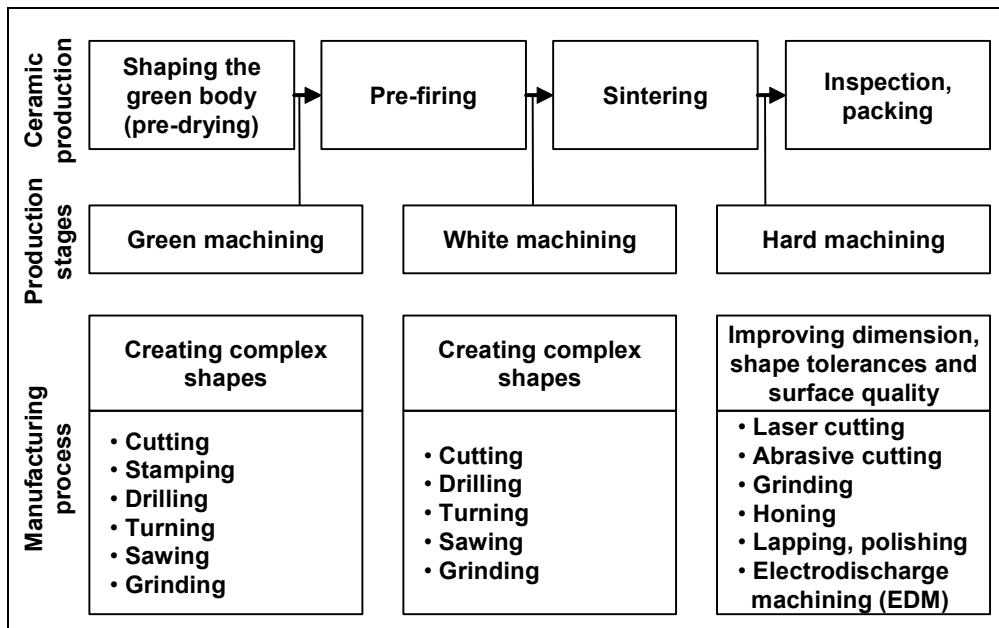 Ceramic
production
Shaping the
green body
(pre-drying)
Pre-firing
Sintering
Inspection,
packing
Production
stages
Green machining
White machining
Hard machining
Manufacturing
process
Creating complex
shapes
• Cutting
• Stamping
• Drilling
• Turning
• Sawing
• Grinding
Creating complex
shapes
• Cutting
• Drilling
• Turning
• Sawing
• Grinding
Improving dimension,
shape tolerances and
surface quality
• Laser cutting
• Abrasive cutting
• Grinding
• Honing
• Lapping, polishing
• Electrodischarge
machining (EDM)